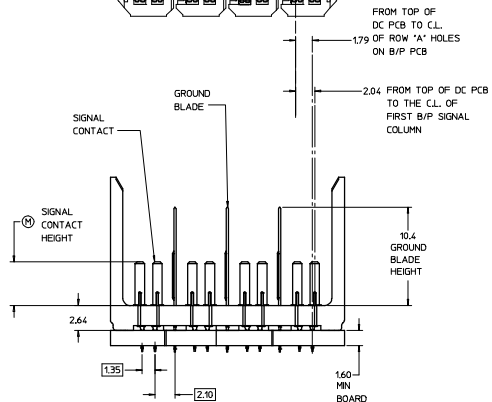 FROM TOP OF
DC PCB TO C.L.
1.79 OF ROW "A" HOLES
ON B/P PCB
2.04 FROM TOP OF DC PCB
TO THE C.L. OF
FIRST B/P SIGNAL
COLUMN
GROUND
BLADE
SIGNAL
CONTACT
M SIGNAL
CONTACT
HEIGHT
10.4
GROUND
BLADE
HEIGHT
2.64
1.35
2.10
1.60
MIN
BOARD